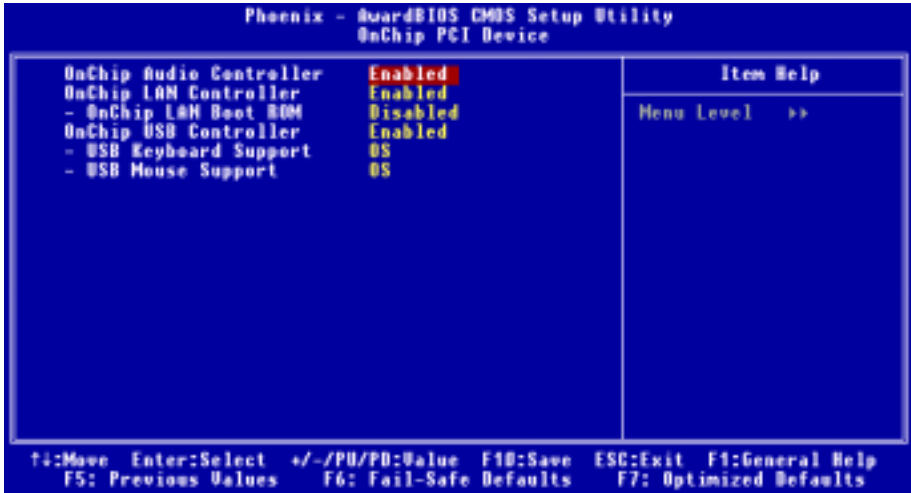 Phoenix - AwardBIOS CMOS Setup Utility
OnChip PCI Device
OnChip Audio Controller Enabled
OnChip LAN Controller Enabled
- OnChip LAN Boot ROM Disabled
OnChip USB Controller Enabled
- USB Keyboard Support OS
- USB Mouse Support OS
Item Help
Menu Level ▸▸
↑↓:Move Enter:Select +/-/PU/PD:Value F10:Save ESC:Exit F1:General Help
F5: Previous Values F6: Fail-Safe Defaults F7: Optimized Defaults